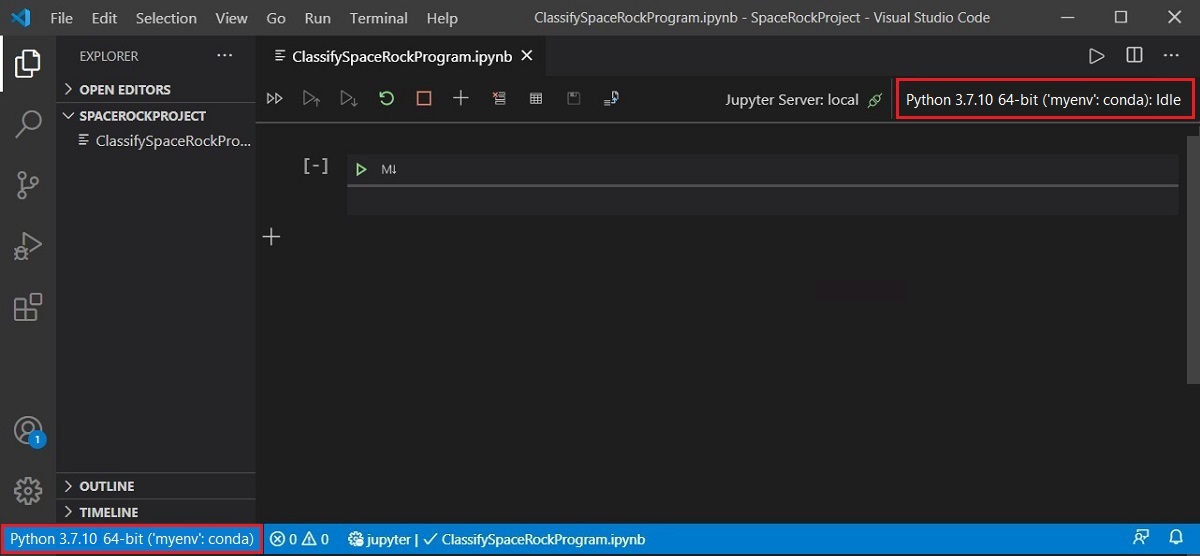 File Edit Selection View Go Run Terminal Help ClassifySpaceRockProgram.ipynb - SpaceRockProject - Visual Studio Code
EXPLORER
ClassifySpaceRockProgram.ipynb
OPEN EDITORS
SPACEROCKPROJECT
ClassifySpaceRockPro...
Jupyter Server: local
Python 3.7.10 64-bit ('myenv': conda): Idle
[-]
M↓
1
OUTLINE
TIMELINE
Python 3.7.10 64-bit ('myenv': conda) 0 0 jupyter | ✓ ClassifySpaceRockProgram.ipynb